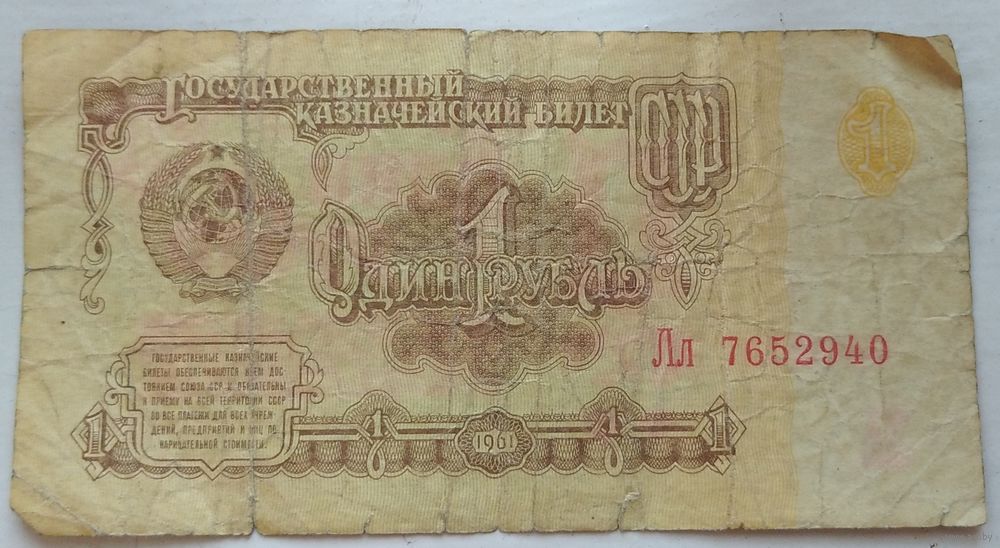 ГОСУДАРСТВЕННЫЙ
КАЗНАЧЕЙСКИЙ БИЛЕТ
СССР
1
1
ОДИН РУБЛЬ
Лл 7652940
ГОСУДАРСТВЕННЫЕ КАЗНАЧЕЙСКИЕ
БИЛЕТЫ ОБЕСПЕЧИВАЮТСЯ ВСЕМ ДОС
ТОЯНИЕМ СОЮЗА ССР И ОБЯЗАТЕЛЬНЫ
К ПРИЕМУ НА ВСЕЙ ТЕРРИТОРИИ СССР
ВО ВСЕ ПЛАТЕЖИ ДЛЯ ВСЕХ УЧРЕЖ-
ДЕНИЙ, ПРЕДПРИЯТИЙ И ЛИЦ ПО
НАРИЦАТЕЛЬНОЙ СТОИМОСТИ.
1 1 1961 1 1